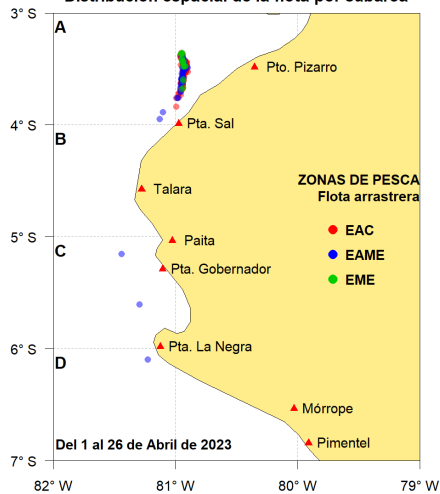 Distribución espacial de la flota por subárea
3° S
A
Pto. Pizarro
4° S
Pta. Sal
B
ZONAS DE PESCA
Talara
Flota arrastrera
EAC
5° S
Paita
EAME
C
Pta. Gobernador
EME
6° S
Pta. La Negra
D
Mórrope
Del 1 al 26 de Abril de 2023
Pimentel
7° S
82° W
81° W
80° W
79° W